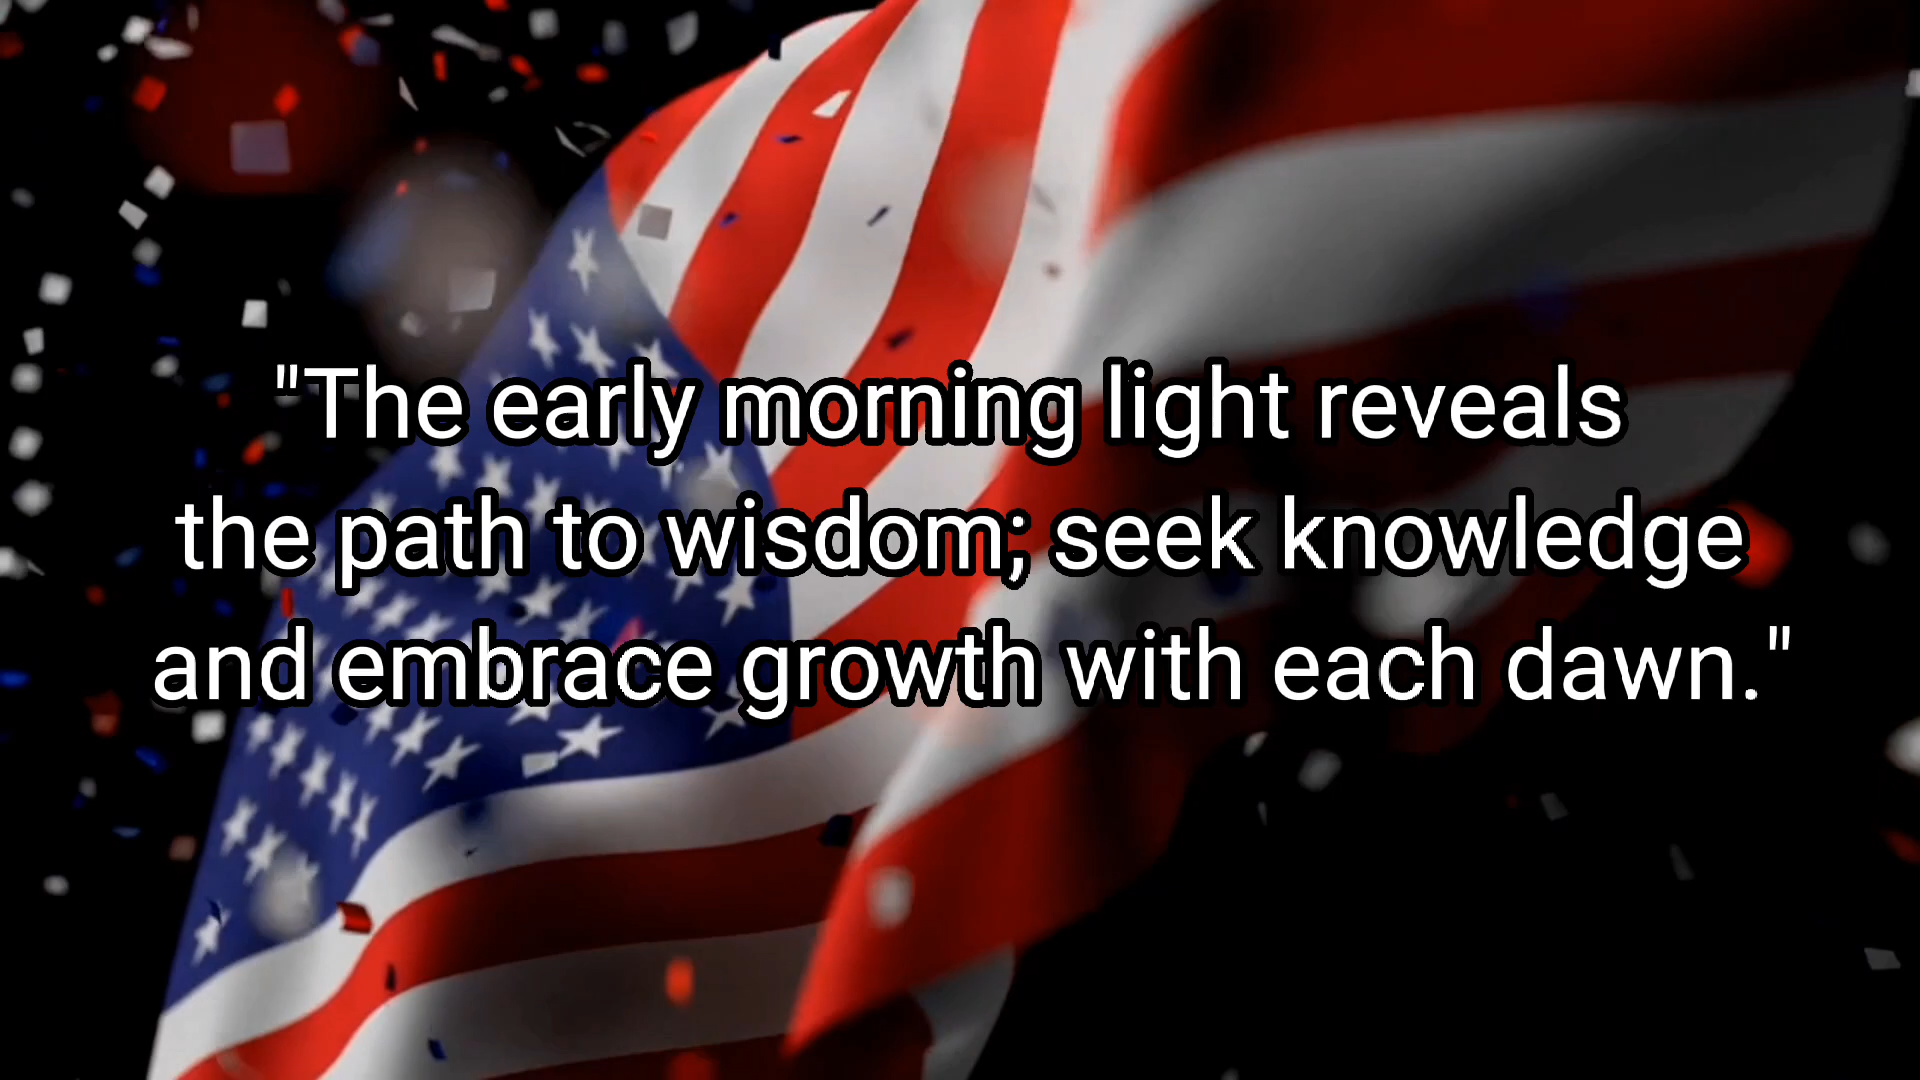 "The early morning light reveals
the path to wisdom; seek knowledge
and embrace growth with each dawn."